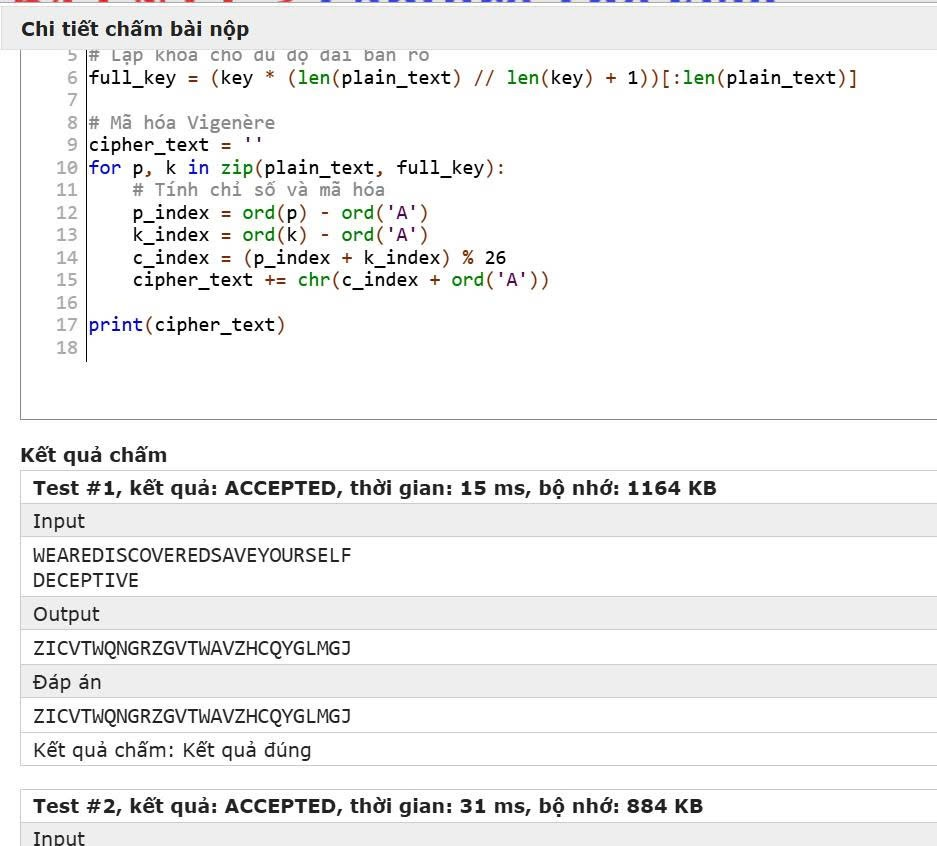 Chi tiết chấm bài nộp
5 # Lặp khóa cho đủ độ dài bản rõ
6 full_key = (key * (len(plain_text) // len(key) + 1))[:len(plain_text)]
7
8 # Mã hóa Vigenère
9 cipher_text = ''
10 for p, k in zip(plain_text, full_key):
11     # Tính chỉ số và mã hóa
12     p_index = ord(p) - ord('A')
13     k_index = ord(k) - ord('A')
14     c_index = (p_index + k_index) % 26
15     cipher_text += chr(c_index + ord('A'))
16
17 print(cipher_text)
18
Kết quả chấm
Test #1, kết quả: ACCEPTED, thời gian: 15 ms, bộ nhớ: 1164 KB
Input
WEAREDISCOVEREDSAVEYOURSELF
DECEPTIVE
Output
ZICVTWQNGRZGVTWAVZHCQYGLMGJ
Đáp án
ZICVTWQNGRZGVTWAVZHCQYGLMGJ
Kết quả chấm: Kết quả đúng
Test #2, kết quả: ACCEPTED, thời gian: 31 ms, bộ nhớ: 884 KB
Input